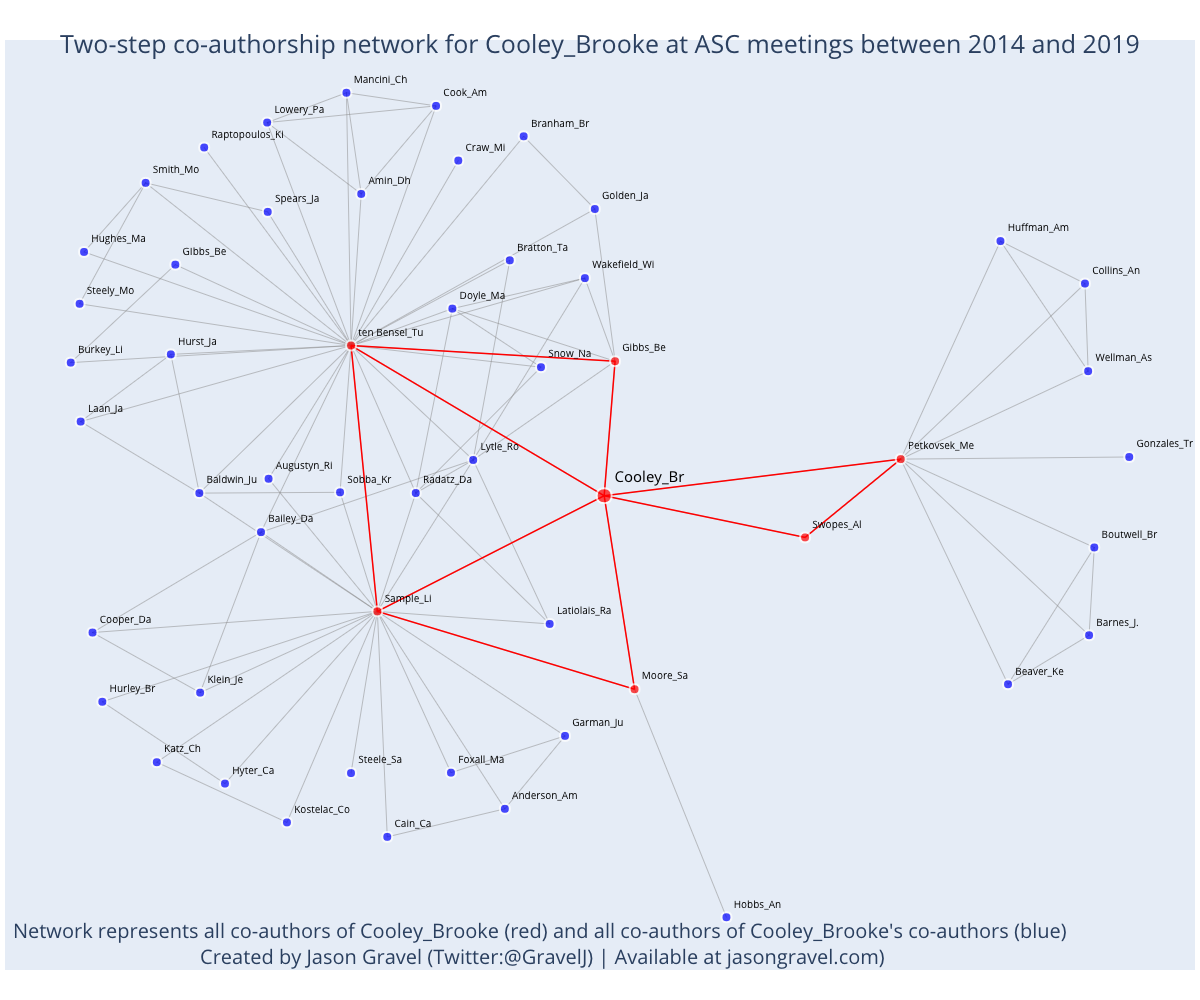 Two-step co-authorship network for Cooley_Brooke at ASC meetings between 2014 and 2019
Mancini_Ch
Cook_Am
Lowery_Pa
Branham_Br
Raptopoulos_Ki
Craw_Mi
Smith_Mo
Amin_Dh
Spears_Ja
Golden_Ja
Huffman_Am
Hughes_Ma
Gibbs_Be
Bratton_Ta
Wakefield_Wi
Collins_An
Steely_Mo
Doyle_Ma
ten Bensel_Tu
Burkey_Li
Hurst_Ja
Snow_Na
Gibbs_Be
Wellman_As
Laan_Ja
Lytle_Ro
Petkovsek_Me
Gonzales_Tr
Augustyn_Ri
Baldwin_Ju
Sobba_Kr
Radatz_Da
Cooley_Br
Bailey_Da
Swopes_Al
Boutwell_Br
Sample_Li
Cooper_Da
Latiolais_Ra
Barnes_J.
Klein_Je
Moore_Sa
Beaver_Ke
Hurley_Br
Garman_Ju
Katz_Ch
Hyter_Ca
Steele_Sa
Foxall_Ma
Kostelac_Co
Anderson_Am
Cain_Ca
Hobbs_An
Network represents all co-authors of Cooley_Brooke (red) and all co-authors of Cooley_Brooke's co-authors (blue)
Created by Jason Gravel (Twitter:@GravelJ) | Available at jasongravel.com)